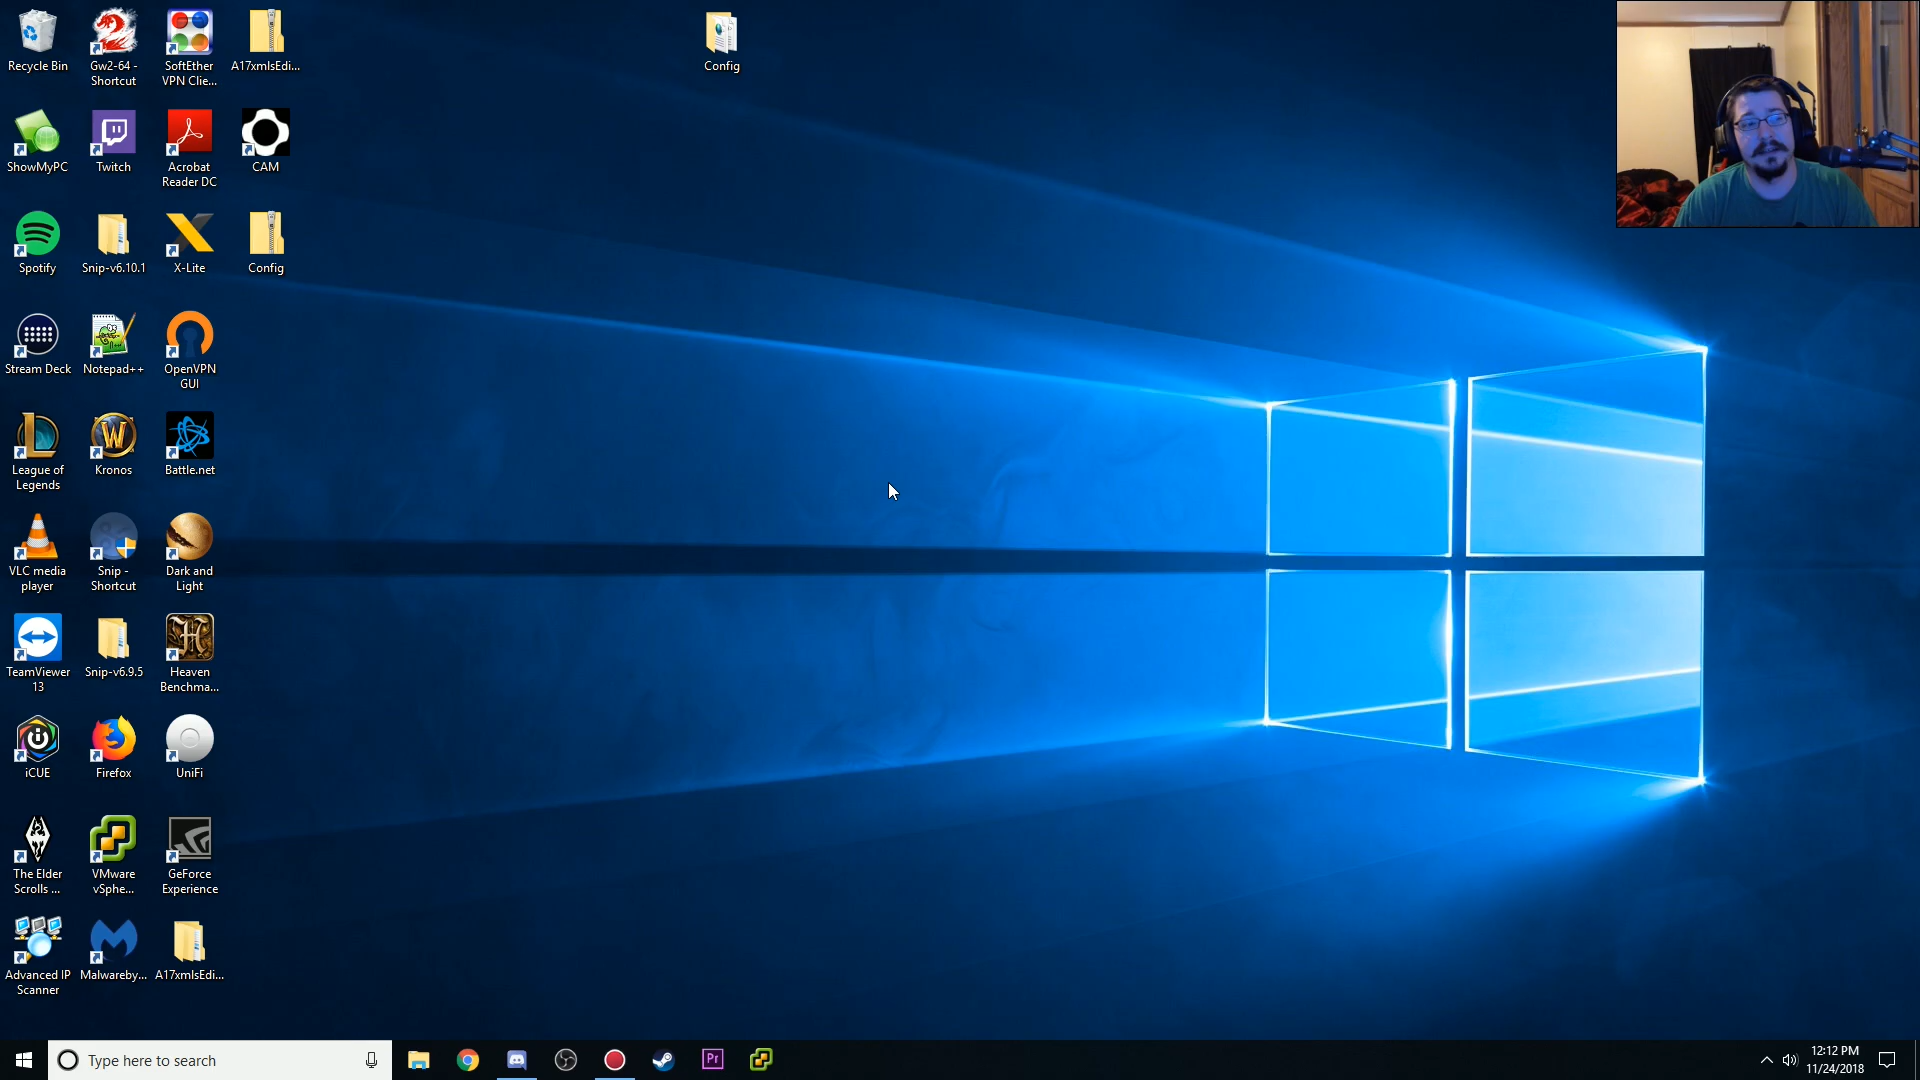 Recycle Bin
Gw2-64 -
Shortcut
SoftEther
VPN Clie...
A17xmlsEdi...
Config
ShowMyPC
Twitch
Acrobat
Reader DC
CAM
Spotify
Snip-v6.10.1
X-Lite
Config
Stream Deck
Notepad++
OpenVPN
GUI
League of
Legends
Kronos
Battle.net
VLC media
player
Snip -
Shortcut
Dark and
Light
TeamViewer
13
Snip-v6.9.5
Heaven
Benchma...
iCUE
Firefox
UniFi
The Elder
Scrolls ...
VMware
vSphe...
GeForce
Experience
Advanced IP
Scanner
Malwareby...
A17xmlsEdi...
Type here to search
Pr
12:12 PM
11/24/2018